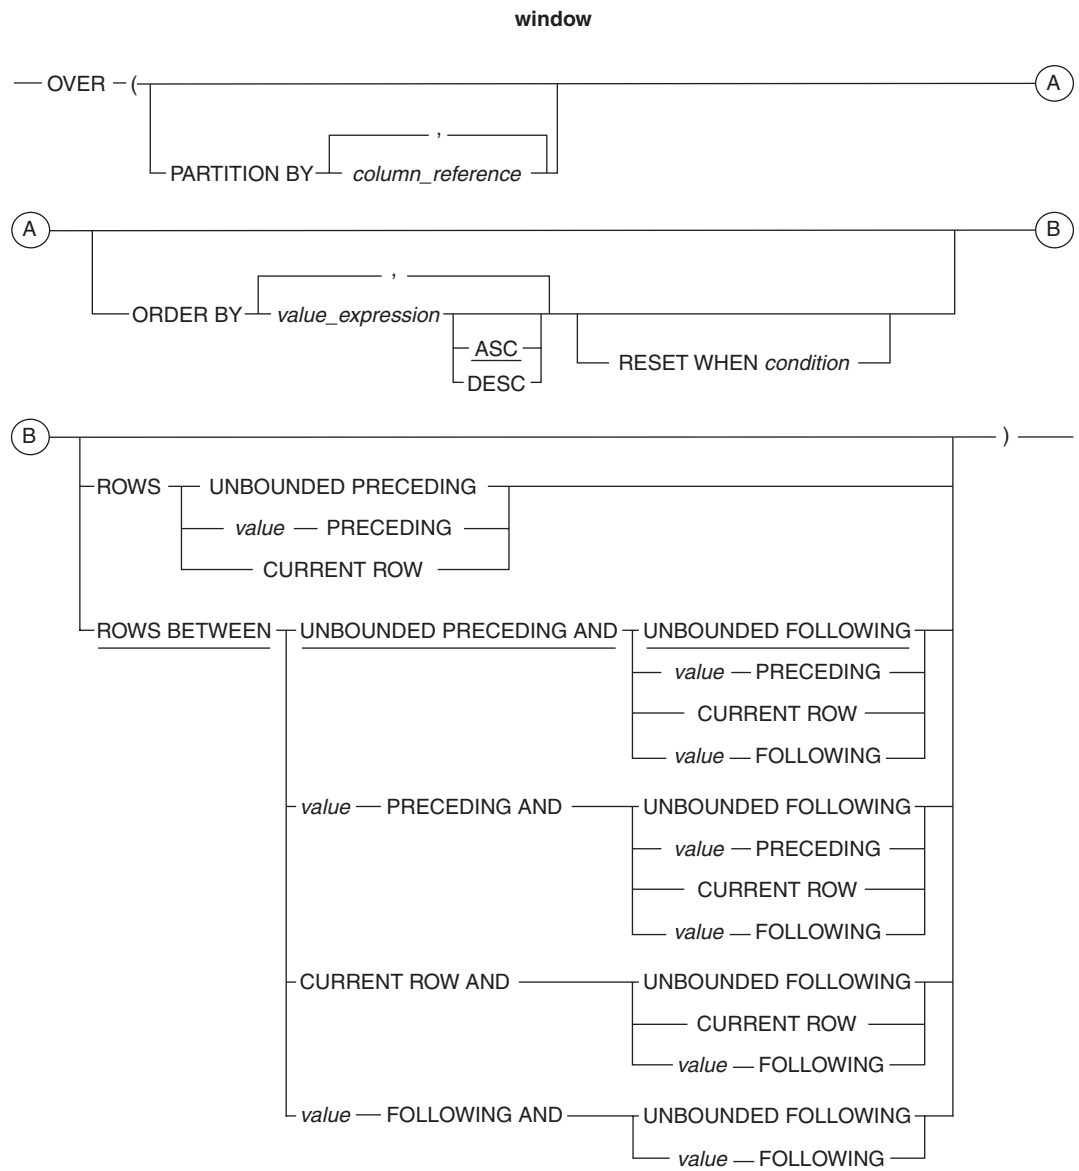 window
OVER ( A
,
PARTITION BY column_reference
A B
,
ORDER BY value_expression
ASC
RESET WHEN condition
DESC
B )
ROWS UNBOUNDED PRECEDING
value PRECEDING
CURRENT ROW
ROWS BETWEEN UNBOUNDED PRECEDING AND UNBOUNDED FOLLOWING
value PRECEDING
CURRENT ROW
value FOLLOWING
value PRECEDING AND UNBOUNDED FOLLOWING
value PRECEDING
CURRENT ROW
value FOLLOWING
CURRENT ROW AND UNBOUNDED FOLLOWING
CURRENT ROW
value FOLLOWING
value FOLLOWING AND UNBOUNDED FOLLOWING
value FOLLOWING